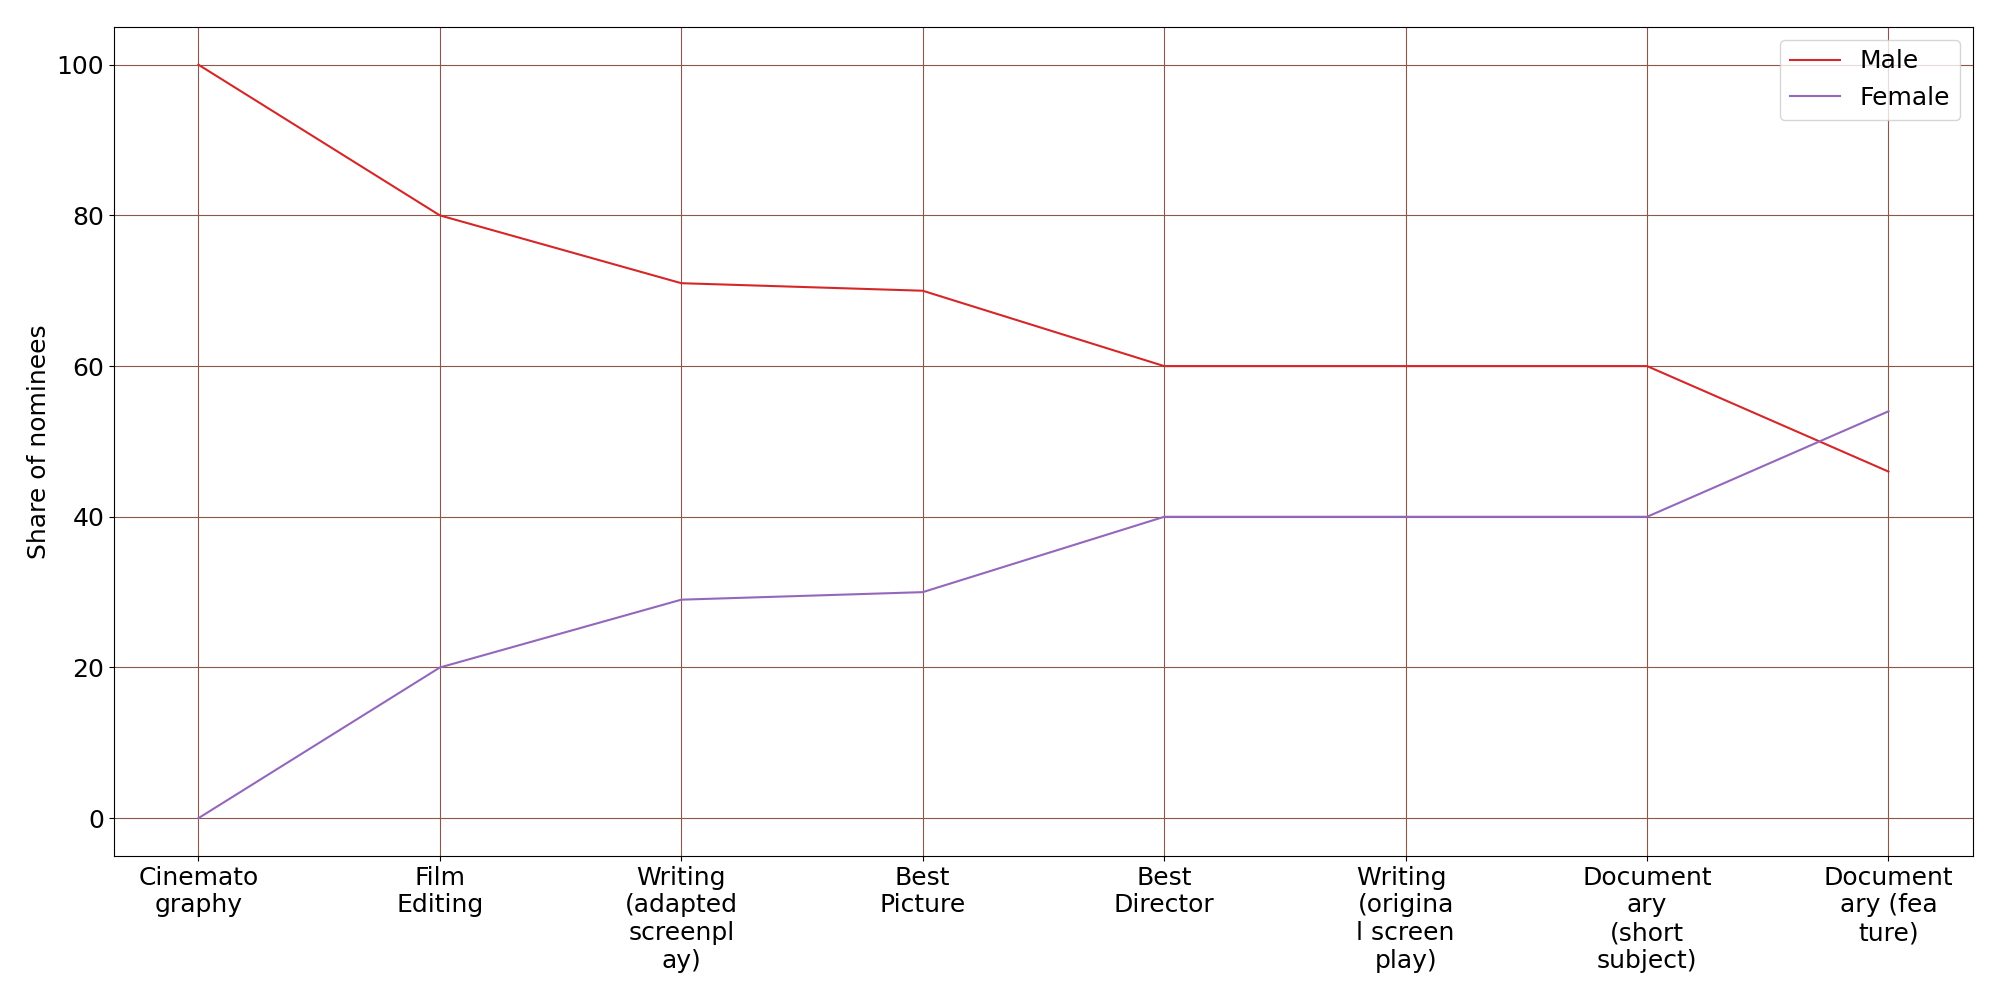 Male
Female
Share of nominees
100
80
60
40
20
0
Cinemato
graphy
Film
Editing
Writing
(adapted
screenpl
ay)
Best
Picture
Best
Director
Writing
(origina
l screen
play)
Document
ary
(short
subject)
Document
ary (fea
ture)